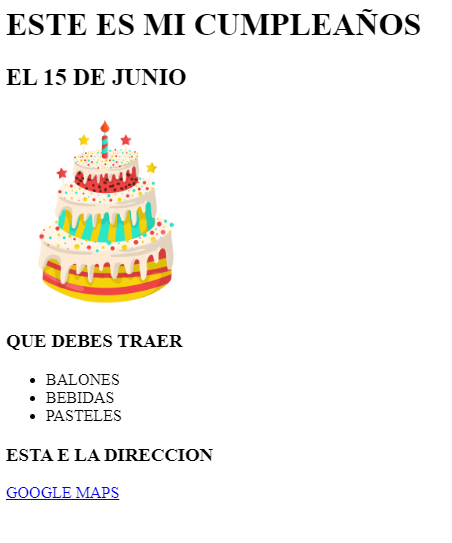 ESTE ES MI CUMPLEAÑOS
EL 15 DE JUNIO
QUE DEBES TRAER
BALONES
BEBIDAS
PASTELES
ESTA E LA DIRECCION
GOOGLE MAPS